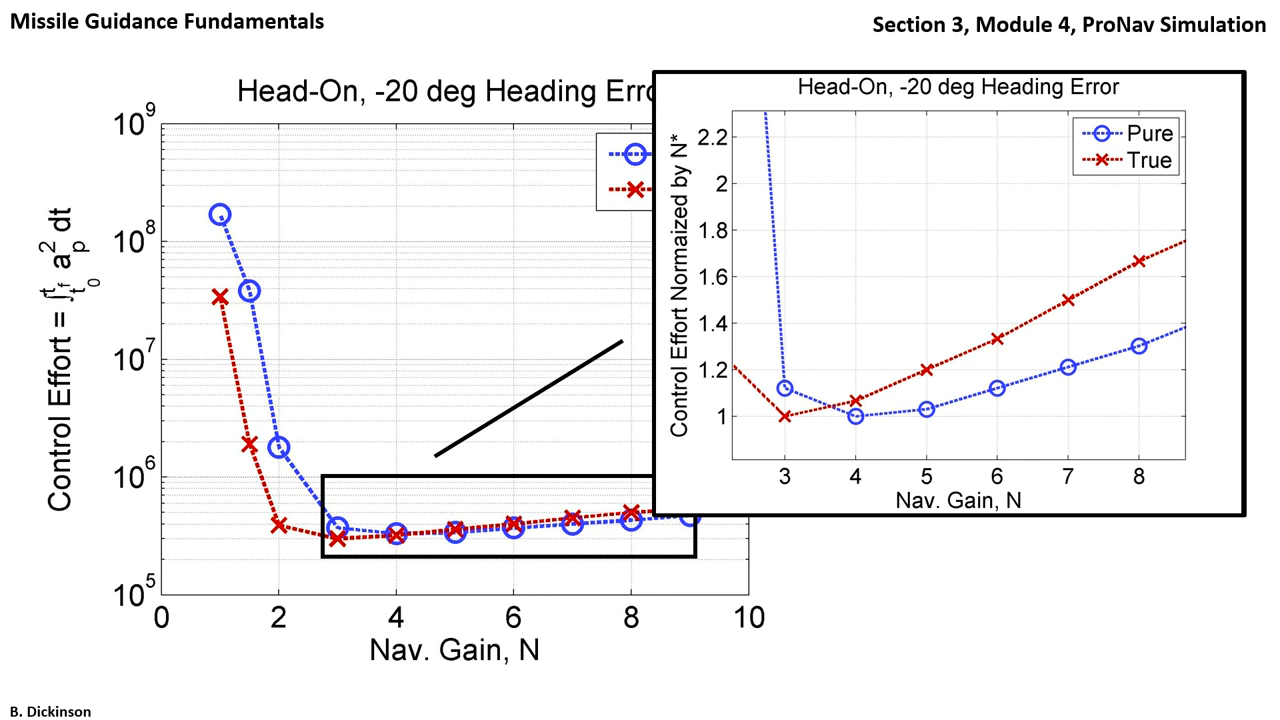 Missile Guidance Fundamentals
Section 3, Module 4, ProNav Simulation
Head-On, -20 deg Heading Erro
10^9
10^8
10^7
10^6
10^5
Control Effort = ∫_{t_0}^{t_f} a_p^2 dt
0 2 4 6 8 10
Nav. Gain, N
Head-On, -20 deg Heading Error
Pure
True
2.2
2
1.8
1.6
1.4
1.2
1
Control Effort Normaized by N*
3 4 5 6 7 8
Nav. Gain, N
B. Dickinson